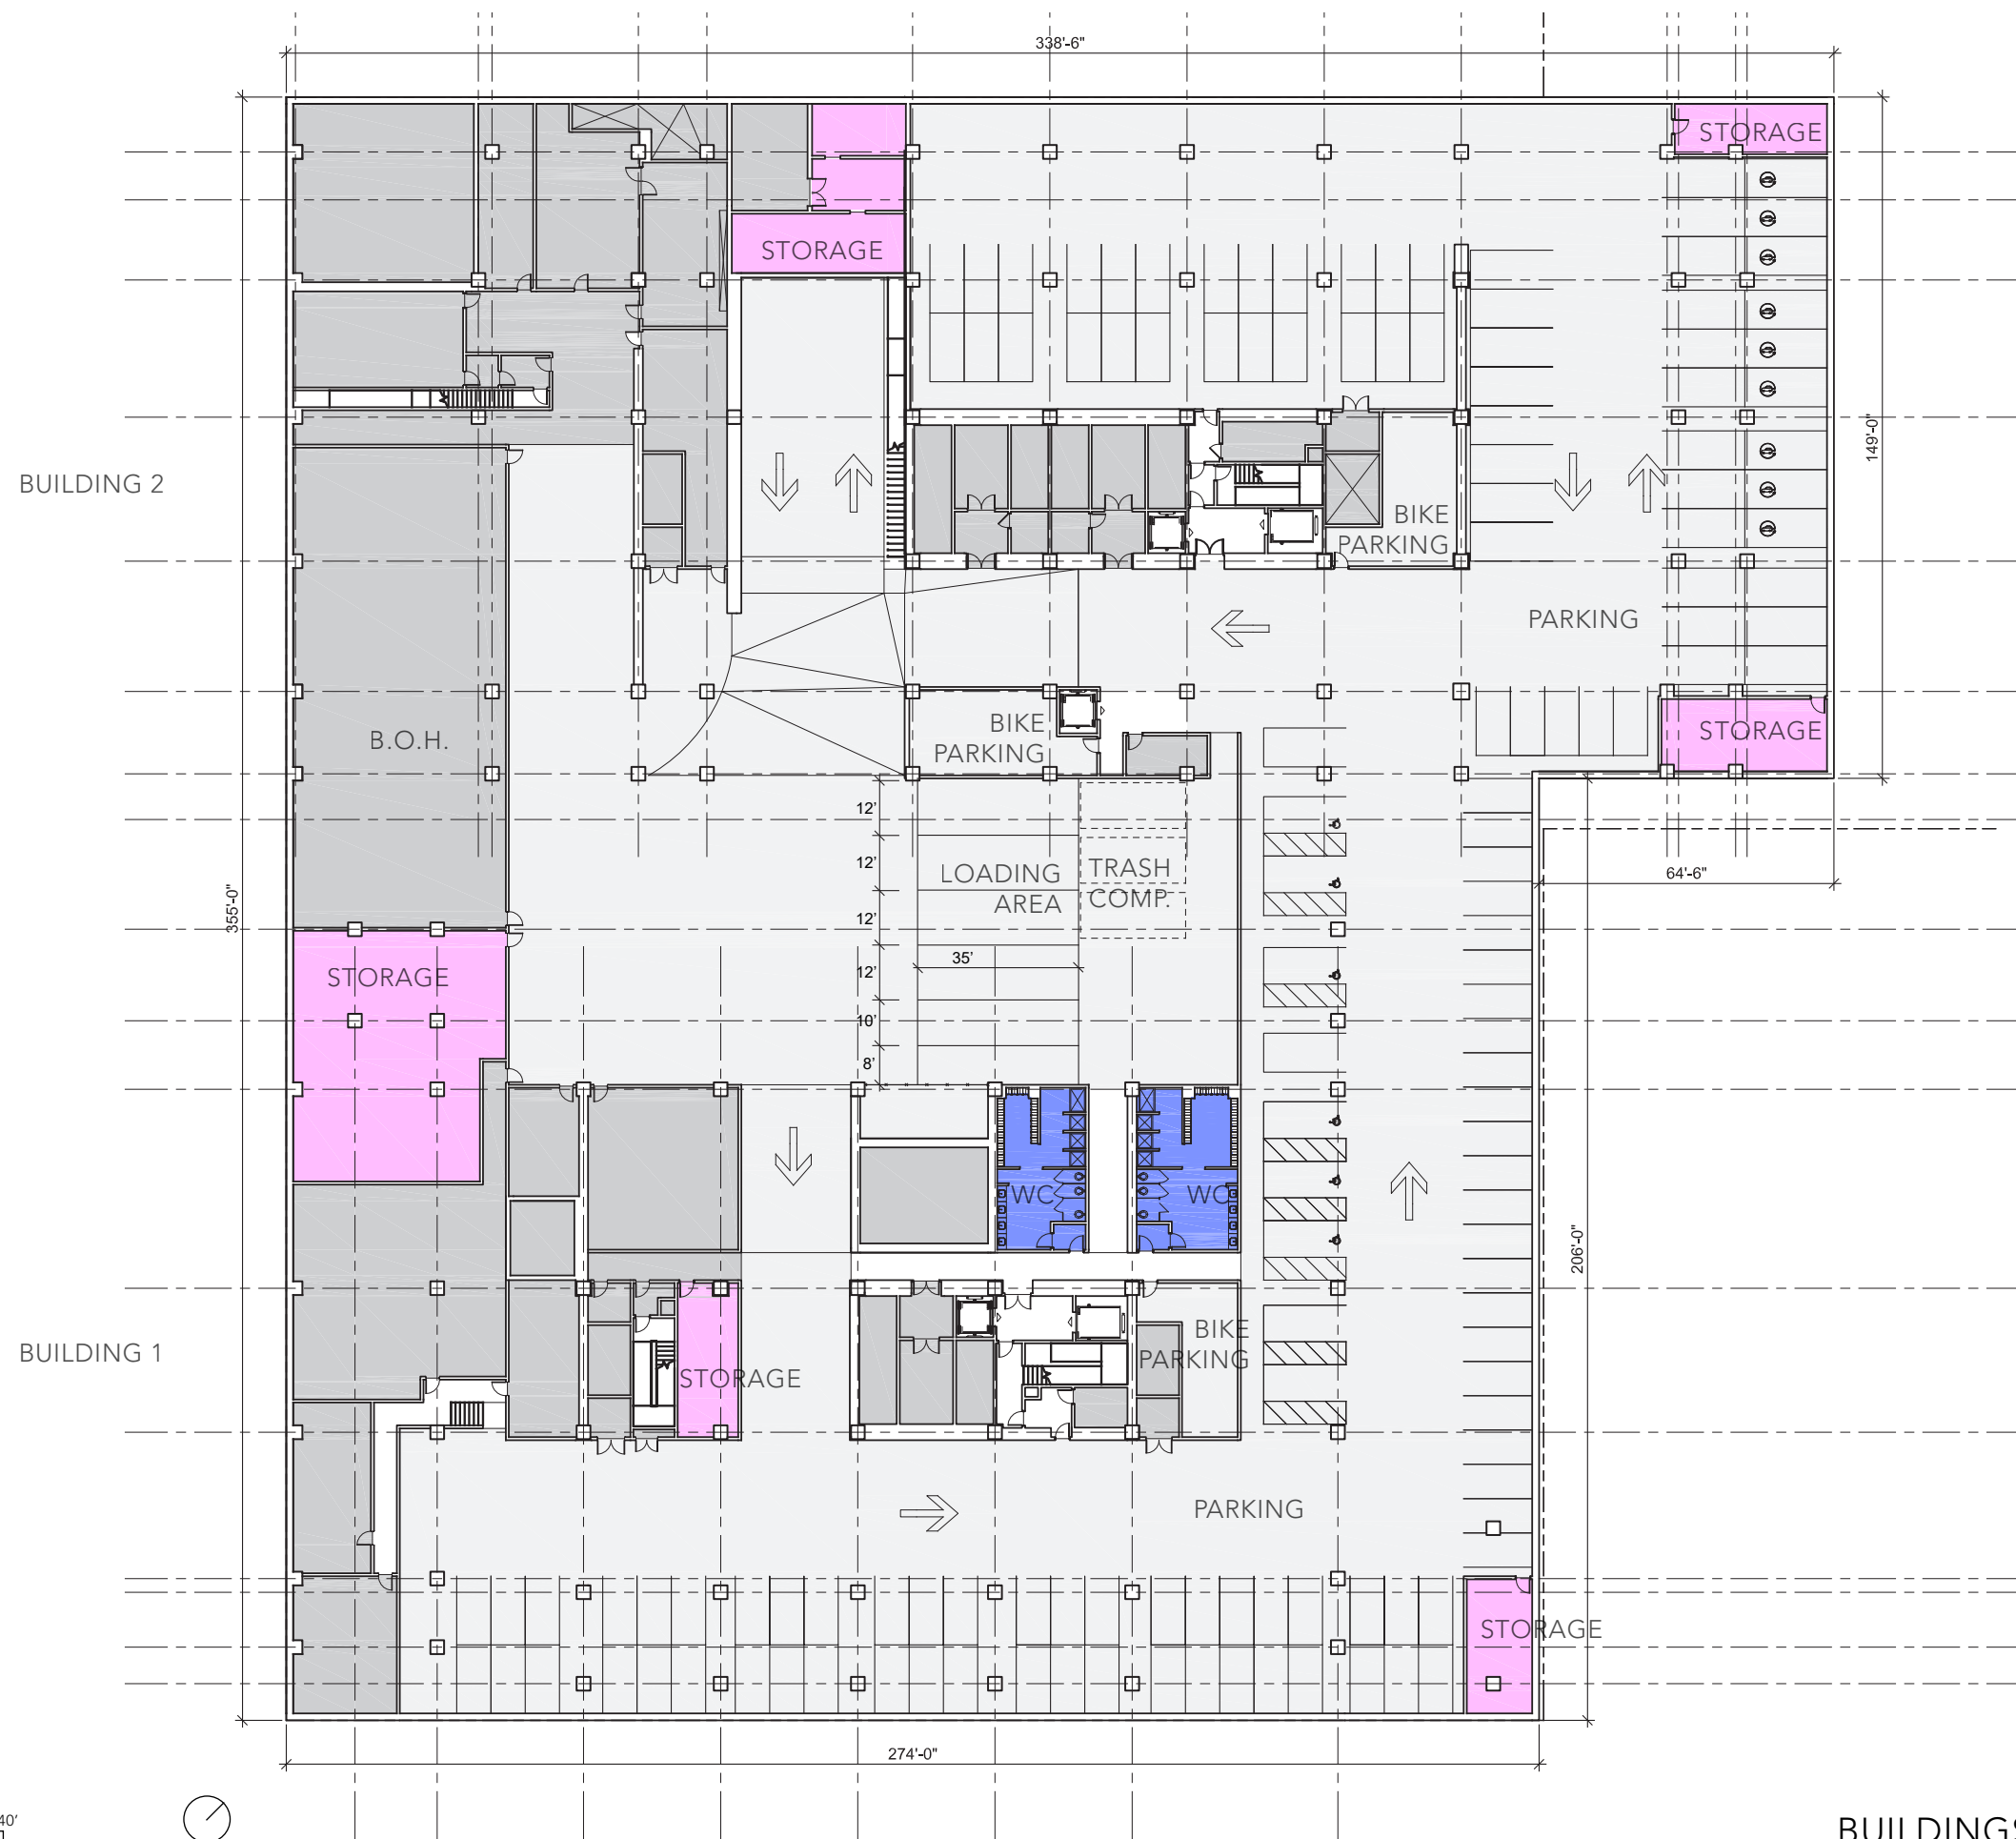 338'-6"
STORAGE
STORAGE
149'-0"
BUILDING 2
BIKE
PARKING
PARKING
BIKE
PARKING
STORAGE
B.O.H.
12'
12'
LOADING
AREA
TRASH
COMP.
64'-6"
355'-0"
12'
35'
12'
STORAGE
10'
8'
WC
WC
206'-0"
BUILDING 1
STORAGE
BIKE
PARKING
PARKING
STORAGE
274'-0"
40'
BUILDINGS